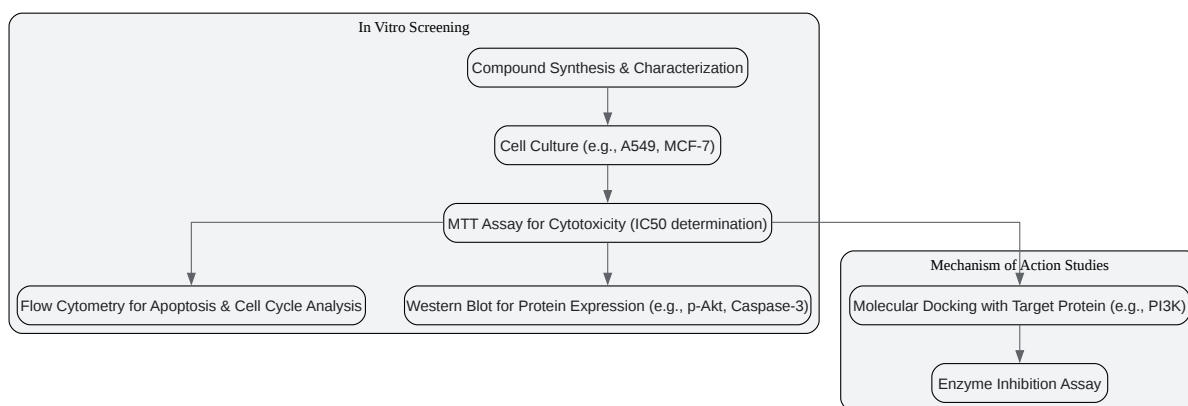 In Vitro Screening
Compound Synthesis & Characterization
Cell Culture (e.g., A549, MCF-7)
MTT Assay for Cytotoxicity (IC50 determination)
Mechanism of Action Studies
Flow Cytometry for Apoptosis & Cell Cycle Analysis
Western Blot for Protein Expression (e.g., p-Akt, Caspase-3)
Molecular Docking with Target Protein (e.g., PI3K)
Enzyme Inhibition Assay